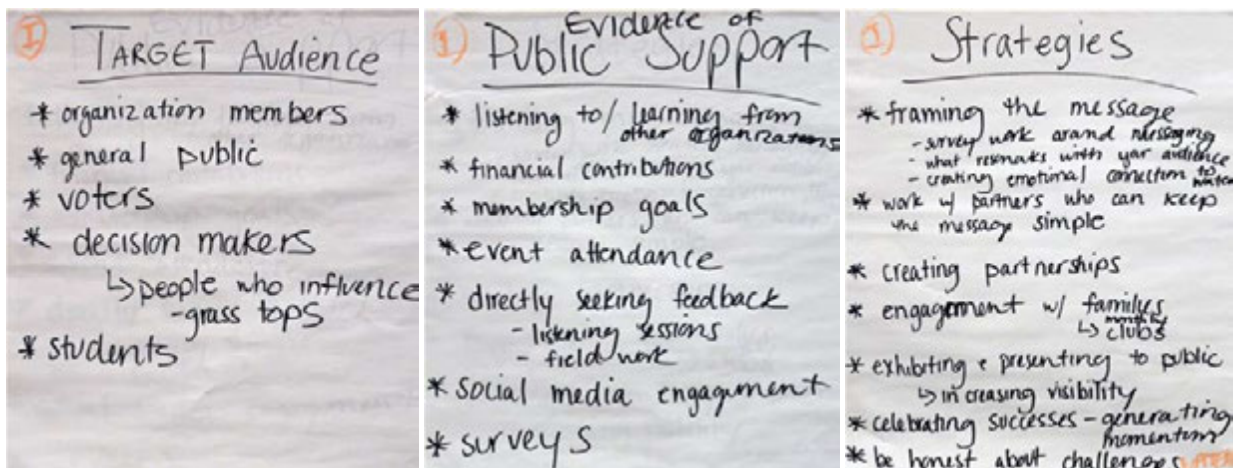 1
TARGET Audience
* organization members
* general public
* voters
* decision makers
↳ people who influence
- grass tops
* students
1
Evidence of
Public Support
* listening to / learning from
other organizations
* financial contributions
* membership goals
* event attendance
* directly seeking feedback
- listening sessions
- field work
* social media engagement
* surveys
1
Strategies
* framing the message
- survey work around messaging
- what resonates with your audience
- creating emotional connection to
* work w/ partners who can keep
the message simple
* creating partnerships
* engagement w/ families
↳ clubs
* exhibiting & presenting to public
↳ increasing visibility
* celebrating successes - generating
momentum
* be honest about challenges